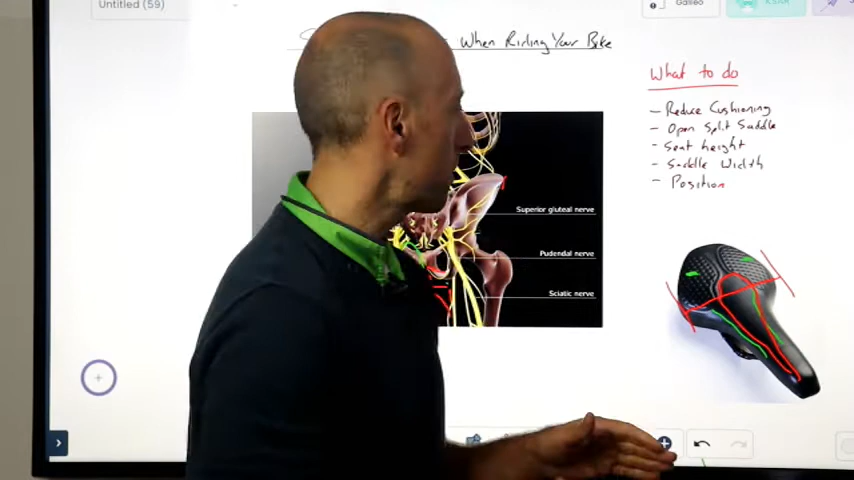 Untitled (59)
Galileo
When Riding Your Bike
What to do
- Reduce Cushioning
- Open Split Saddle
- Seat height
- Saddle Width
- Position
Superior gluteal nerve
Pudendal nerve
Sciatic nerve